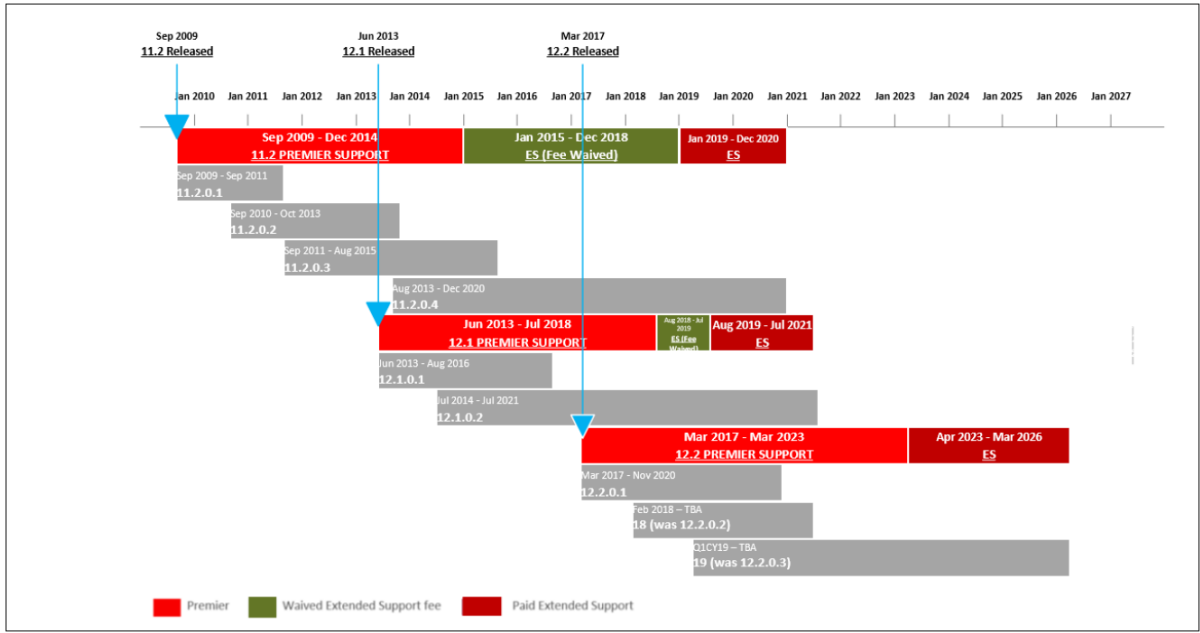 Sep 2009
11.2 Released
Jun 2013
12.1 Released
Mar 2017
12.2 Released
Jan 2010 Jan 2011 Jan 2012 Jan 2013 Jan 2014 Jan 2015 Jan 2016 Jan 2017 Jan 2018 Jan 2019 Jan 2020 Jan 2021 Jan 2022 Jan 2023 Jan 2024 Jan 2025 Jan 2026 Jan 2027
Sep 2009 - Dec 2014
11.2 PREMIER SUPPORT
Jan 2015 - Dec 2018
ES (Fee Waived)
Jan 2019 - Dec 2020
ES
Sep 2009 - Sep 2011
11.2.0.1
Sep 2010 - Oct 2013
11.2.0.2
Sep 2011 - Aug 2015
11.2.0.3
Aug 2013 - Dec 2020
11.2.0.4
Jun 2013 - Jul 2018
12.1 PREMIER SUPPORT
Aug 2018 - Jul
2019
ES (Fee
Waived)
Aug 2019 - Jul 2021
ES
Jun 2013 - Aug 2016
12.1.0.1
Jul 2014 - Jul 2021
12.1.0.2
Mar 2017 - Mar 2023
12.2 PREMIER SUPPORT
Apr 2023 - Mar 2026
ES
Mar 2017 - Nov 2020
12.2.0.1
Feb 2018 – TBA
18 (was 12.2.0.2)
Q1CY19 – TBA
19 (was 12.2.0.3)
Premier
Waived Extended Support fee
Paid Extended Support